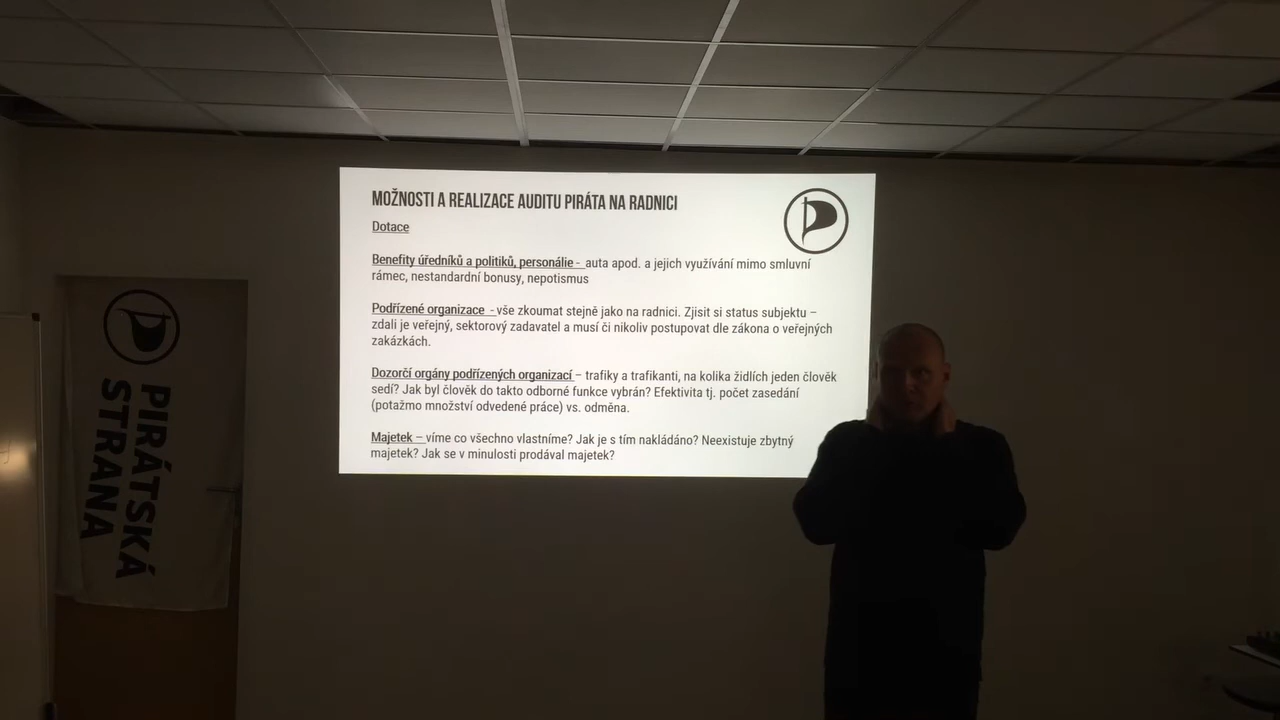 MOŽNOSTI A REALIZACE AUDITU PIRÁTA NA RADNICI
Dotace
Benefity úředníků a politiků, personálie - auta apod. a jejich využívání mimo smluvní
rámec, nestandardní bonusy, nepotismus
Podřízené organizace - vše zkoumat stejně jako na radnici. Zjisit si status subjektu –
zdali je veřejný, sektorový zadavatel a musí či nikoliv postupovat dle zákona o veřejných
zakázkách.
Dozorčí orgány podřízených organizací – trafiky a trafikanti, na kolika židlích jeden člověk
sedí? Jak byl člověk do takto odborné funkce vybrán? Efektivita tj. počet zasedání
(potažmo množství odvedené práce) vs. odměna.
Majetek – víme co všechno vlastníme? Jak je s tím nakládáno? Neexistuje zbytný
majetek? Jak se v minulosti prodával majetek?
PIRÁTSKÁ
STRANA